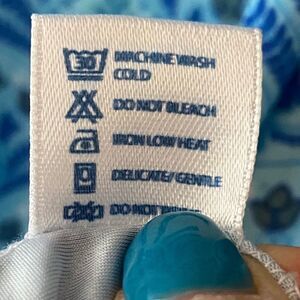 30
MACHINE WASH
COLD
DO NOT BLEACH
IRON LOW HEAT
DELICATE/GENTLE
DO NOT